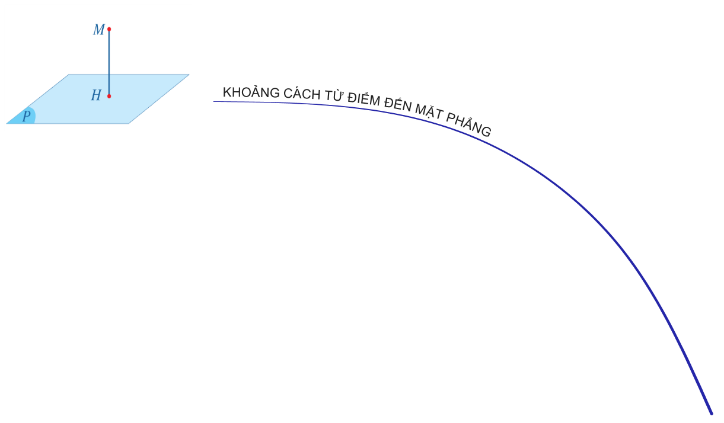 M
H
P
KHOẢNG CÁCH TỪ ĐIỂM ĐẾN MẶT PHẲNG